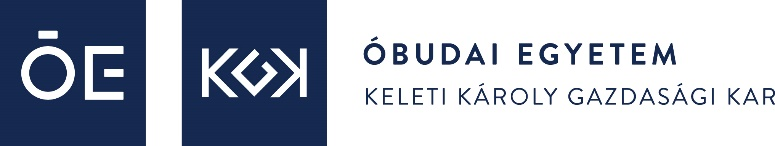 ŌE KGK ÓBUDAI EGYETEM
KELETI KÁROLY GAZDASÁGI KAR